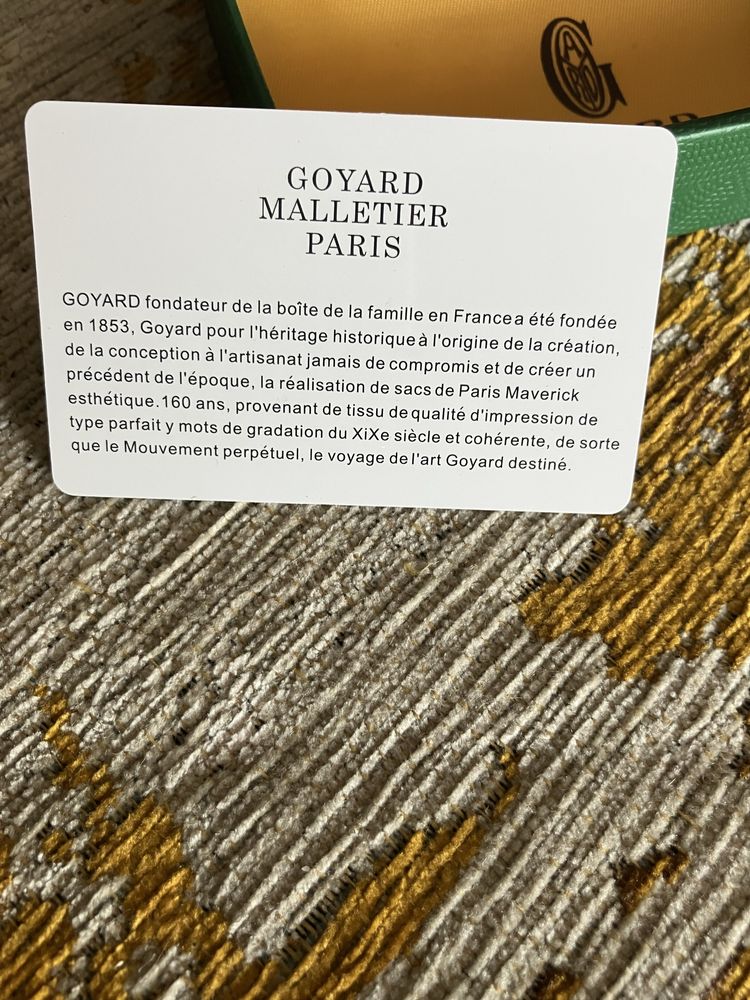 GOYARD
MALLETIER
PARIS
GOYARD fondateur de la boîte de la famille en Francea été fondée
en 1853, Goyard pour l'héritage historique à l'origine de la création,
de la conception à l'artisanat jamais de compromis et de créer un
précédent de l'époque, la réalisation de sacs de Paris Maverick
esthétique.160 ans, provenant de tissu de qualité d'impression de
type parfait y mots de gradation du XiXe siècle et cohérente, de sorte
que le Mouvement perpétuel, le voyage de l'art Goyard destiné.